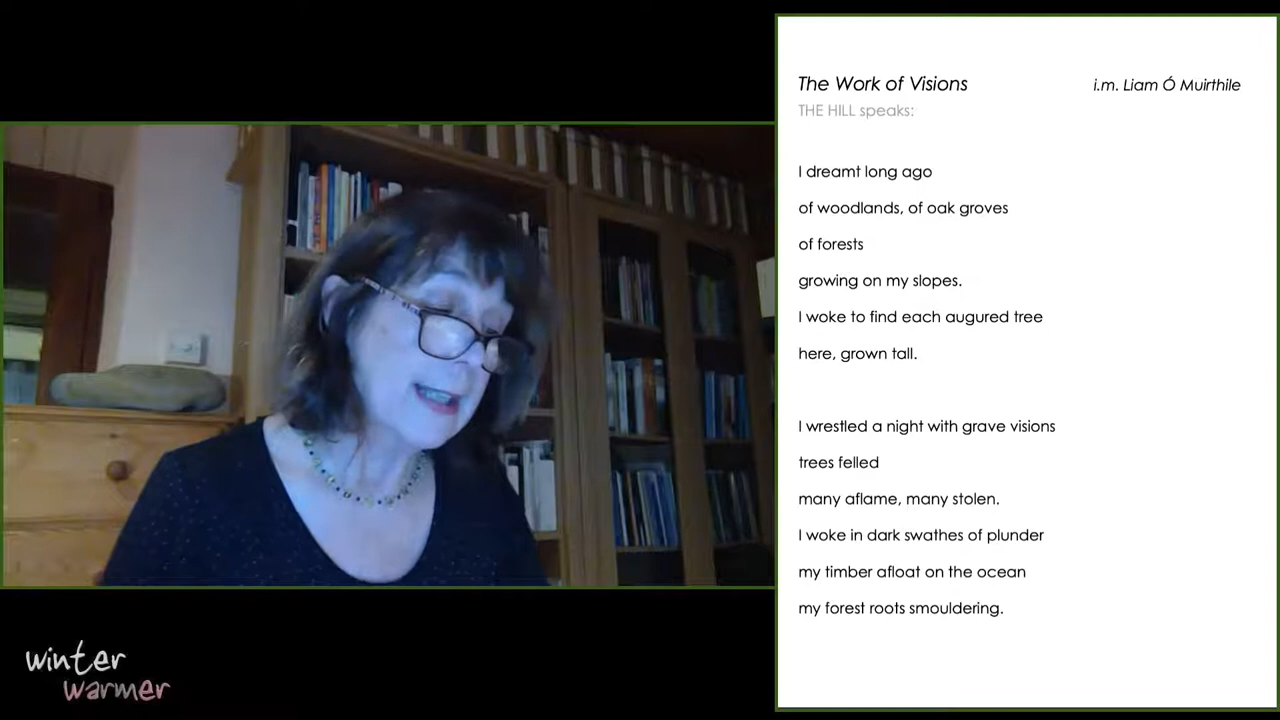 The Work of Visions i.m. Liam Ó Muirthile
THE HILL speaks:
I dreamt long ago
of woodlands, of oak groves
of forests
growing on my slopes.
I woke to find each augured tree
here, grown tall.
I wrestled a night with grave visions
trees felled
many aflame, many stolen.
I woke in dark swathes of plunder
my timber afloat on the ocean
my forest roots smouldering.
winter
warmer